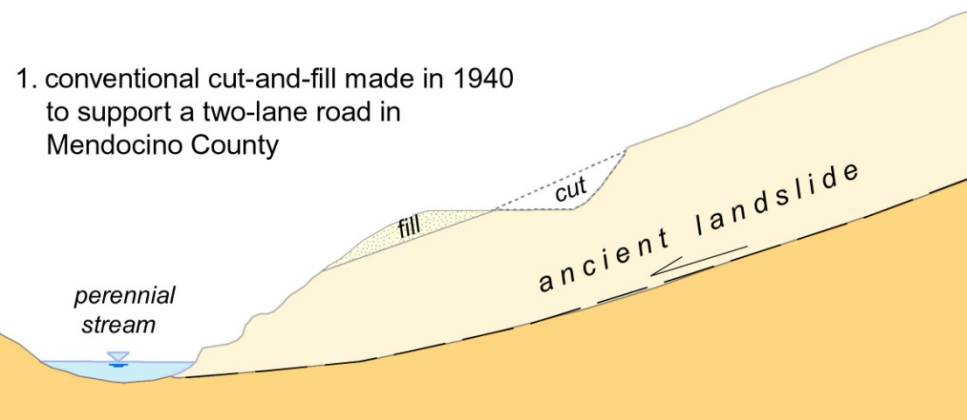 1. conventional cut-and-fill made in 1940
to support a two-lane road in
Mendocino County
cut
fill
ancient landslide
perennial
stream